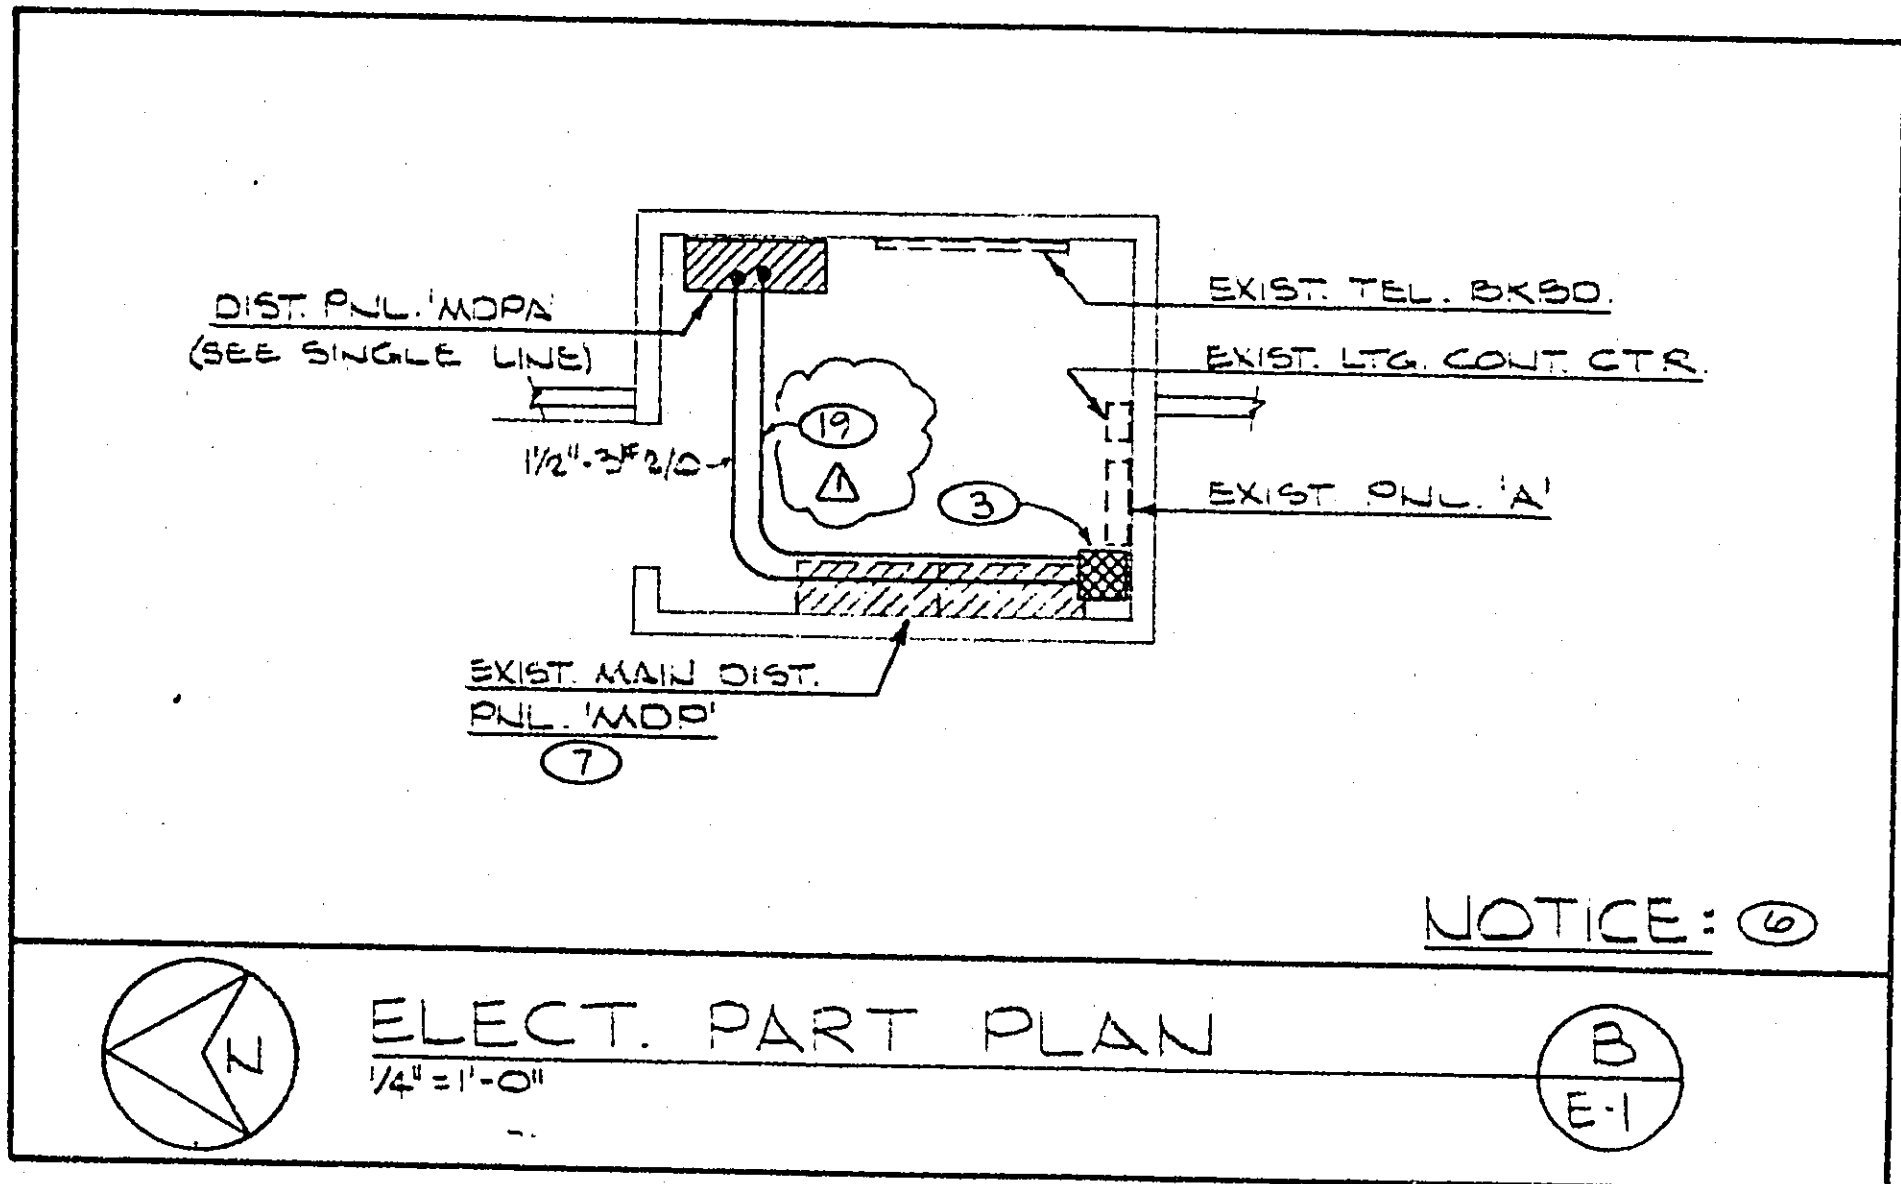 DIST. PNL. 'MDPA'
(SEE SINGLE LINE)
EXIST. TEL. BKBD.
EXIST. LTG. CONT. CTR.
19
1
1½"-3#2/0
3
EXIST. PNL. 'A'
EXIST. MAIN DIST.
PNL. 'MDP'
7
NOTICE: 6
N
ELECT. PART PLAN
1/4"=1'-0"
B
E-1